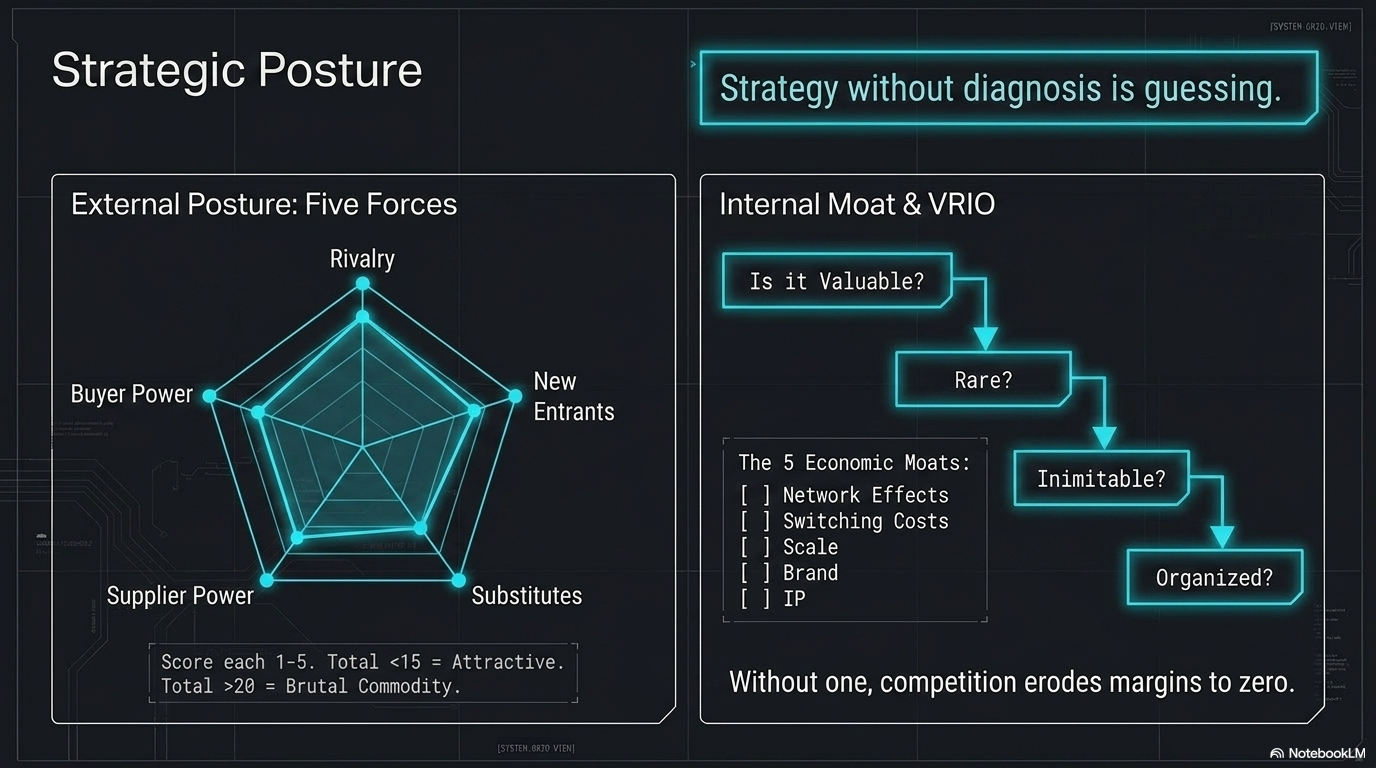 [SYSTEM GRID.VIEW]
Strategic Posture
Strategy without diagnosis is guessing.
External Posture: Five Forces
Rivalry
Buyer Power
New
Entrants
Supplier Power
Substitutes
Score each 1-5. Total <15 = Attractive.
Total >20 = Brutal Commodity.
Internal Moat & VRIO
Is it Valuable?
Rare?
Inimitable?
Organized?
The 5 Economic Moats:
[ ] Network Effects
[ ] Switching Costs
[ ] Scale
[ ] Brand
[ ] IP
Without one, competition erodes margins to zero.
NotebookLM